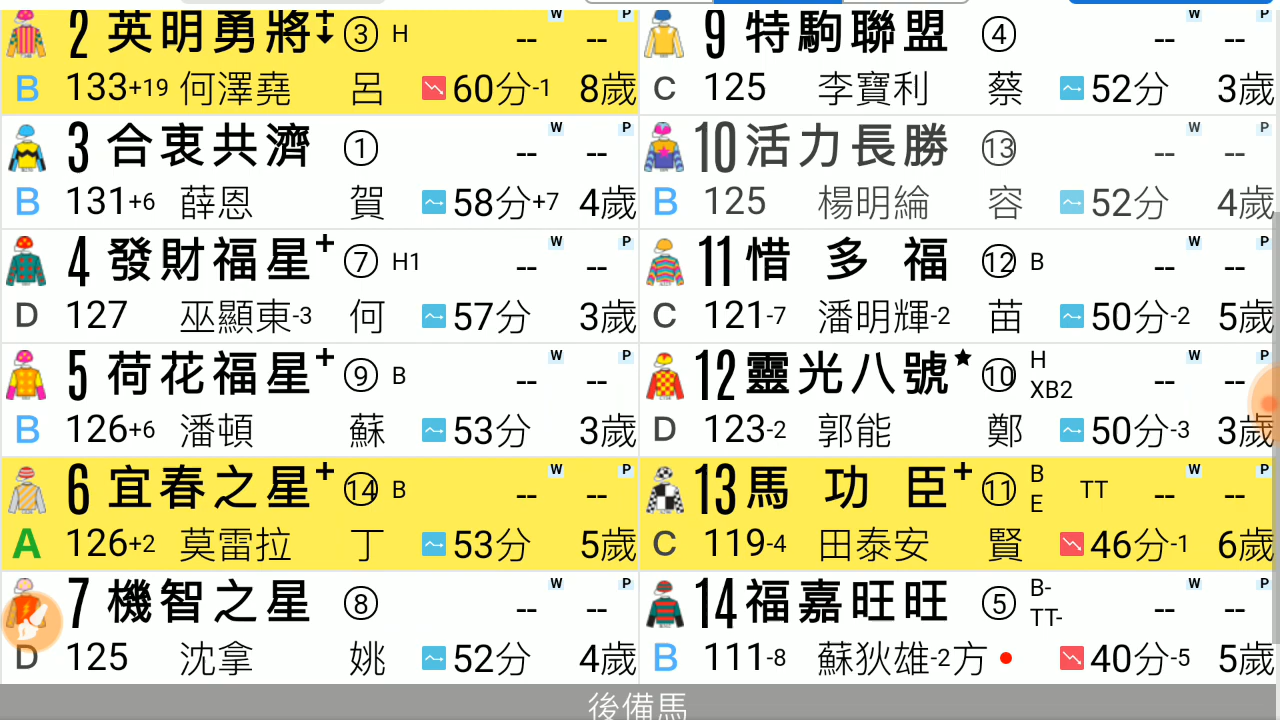 2 英明勇將 + ③ H W P -- --
B 133+19 何澤堯 呂 60分-1 8歲
3 合衷共濟 ① W P -- --
B 131+6 薛恩 賀 58分+7 4歲
4 發財福星+ ⑦ H1 W P -- --
D 127 巫顯東-3 何 57分 3歲
5 荷花福星+ ⑨ B W P -- --
B 126+6 潘頓 蘇 53分 3歲
6 宜春之星+ ⑭ B W P -- --
A 126+2 莫雷拉 丁 53分 5歲
7 機智之星 ⑧ W P -- --
D 125 沈拿 姚 52分 4歲
9 特駒聯盟 ④ W P -- --
C 125 李寶利 蔡 52分 3歲
10 活力長勝 ⑬ W P -- --
B 125 楊明綸 容 52分 4歲
11 惜多福 ⑫ B W P -- --
C 121-7 潘明輝-2 苗 50分-2 5歲
12 靈光八號★ ⑩ H XB2 W P -- --
D 123-2 郭能 鄭 50分-3 3歲
13 馬功臣+ ⑪ B E TT W P -- --
C 119-4 田泰安 賢 46分-1 6歲
14 福嘉旺旺 ⑤ B- TT- W P -- --
B 111-8 蘇狄雄-2 方 40分-5 5歲
後備馬